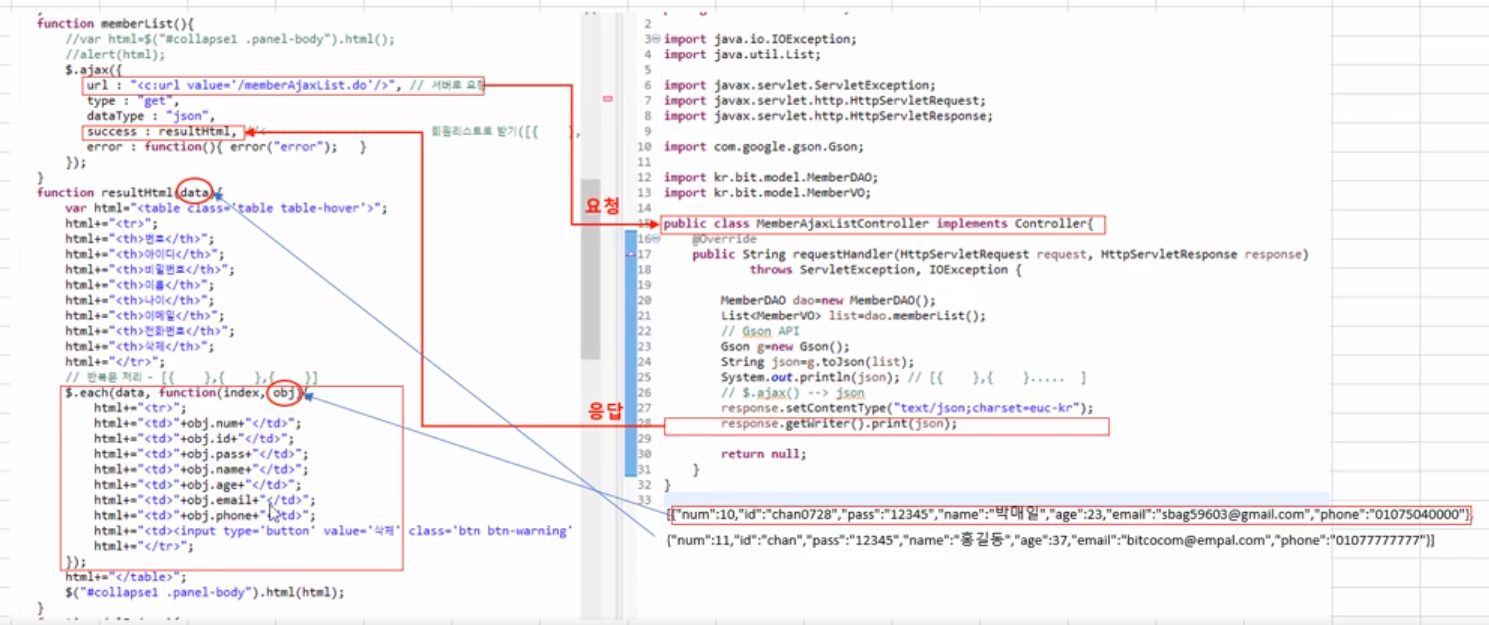 function memberList(){
//var html=$("#collapse1 .panel-body").html();
//alert(html);
$.ajax({
url : "<c:url value='/memberAjaxList.do'/>", // 서버로 요청
type : "get",
dataType : "json",
success : resultHtml, 회원리스트로 받기([{ },
error : function(){ error("error"); }
});
}
function resultHtml(data){
var html="<table class='table table-hover'>";
html+="<tr>";
html+="<th>번호</th>";
html+="<th>아이디</th>";
html+="<th>비밀번호</th>";
html+="<th>이름</th>";
html+="<th>나이</th>";
html+="<th>이메일</th>";
html+="<th>전화번호</th>";
html+="<th>삭제</th>";
html+="</tr>";
// 반복문 처리 - [{ },{ },{ }]
$.each(data, function(index, obj){
html+="<tr>";
html+="<td>"+obj.num+"</td>";
html+="<td>"+obj.id+"</td>";
html+="<td>"+obj.pass+"</td>";
html+="<td>"+obj.name+"</td>";
html+="<td>"+obj.age+"</td>";
html+="<td>"+obj.email+"</td>";
html+="<td>"+obj.phone+"</td>";
html+="<td><input type='button' value='삭제' class='btn btn-warning'
html+="</tr>";
});
html+="</table>";
$("#collapse1 .panel-body").html(html);
}
요청
응답
2
3 import java.io.IOException;
4 import java.util.List;
5
6 import javax.servlet.ServletException;
7 import javax.servlet.http.HttpServletRequest;
8 import javax.servlet.http.HttpServletResponse;
9
10 import com.google.gson.Gson;
11
12 import kr.bit.model.MemberDAO;
13 import kr.bit.model.MemberVO;
14
15 public class MemberAjaxListController implements Controller{
16 @Override
17 public String requestHandler(HttpServletRequest request, HttpServletResponse response)
18 throws ServletException, IOException {
19
20 MemberDAO dao=new MemberDAO();
21 List<MemberVO> list=dao.memberList();
22 // Gson API
23 Gson g=new Gson();
24 String json=g.toJson(list);
25 System.out.println(json); // [{ },{ }..... ]
26 // $.ajax() --> json
27 response.setContentType("text/json;charset=euc-kr");
28 response.getWriter().print(json);
29
30 return null;
31 }
32 }
33
[{"num":10,"id":"chan0728","pass":"12345","name":"박매일","age":23,"email":"sbag59603@gmail.com","phone":"01075040000"},
{"num":11,"id":"chan","pass":"12345","name":"홍길동","age":37,"email":"bitcocom@empal.com","phone":"01077777777"}]